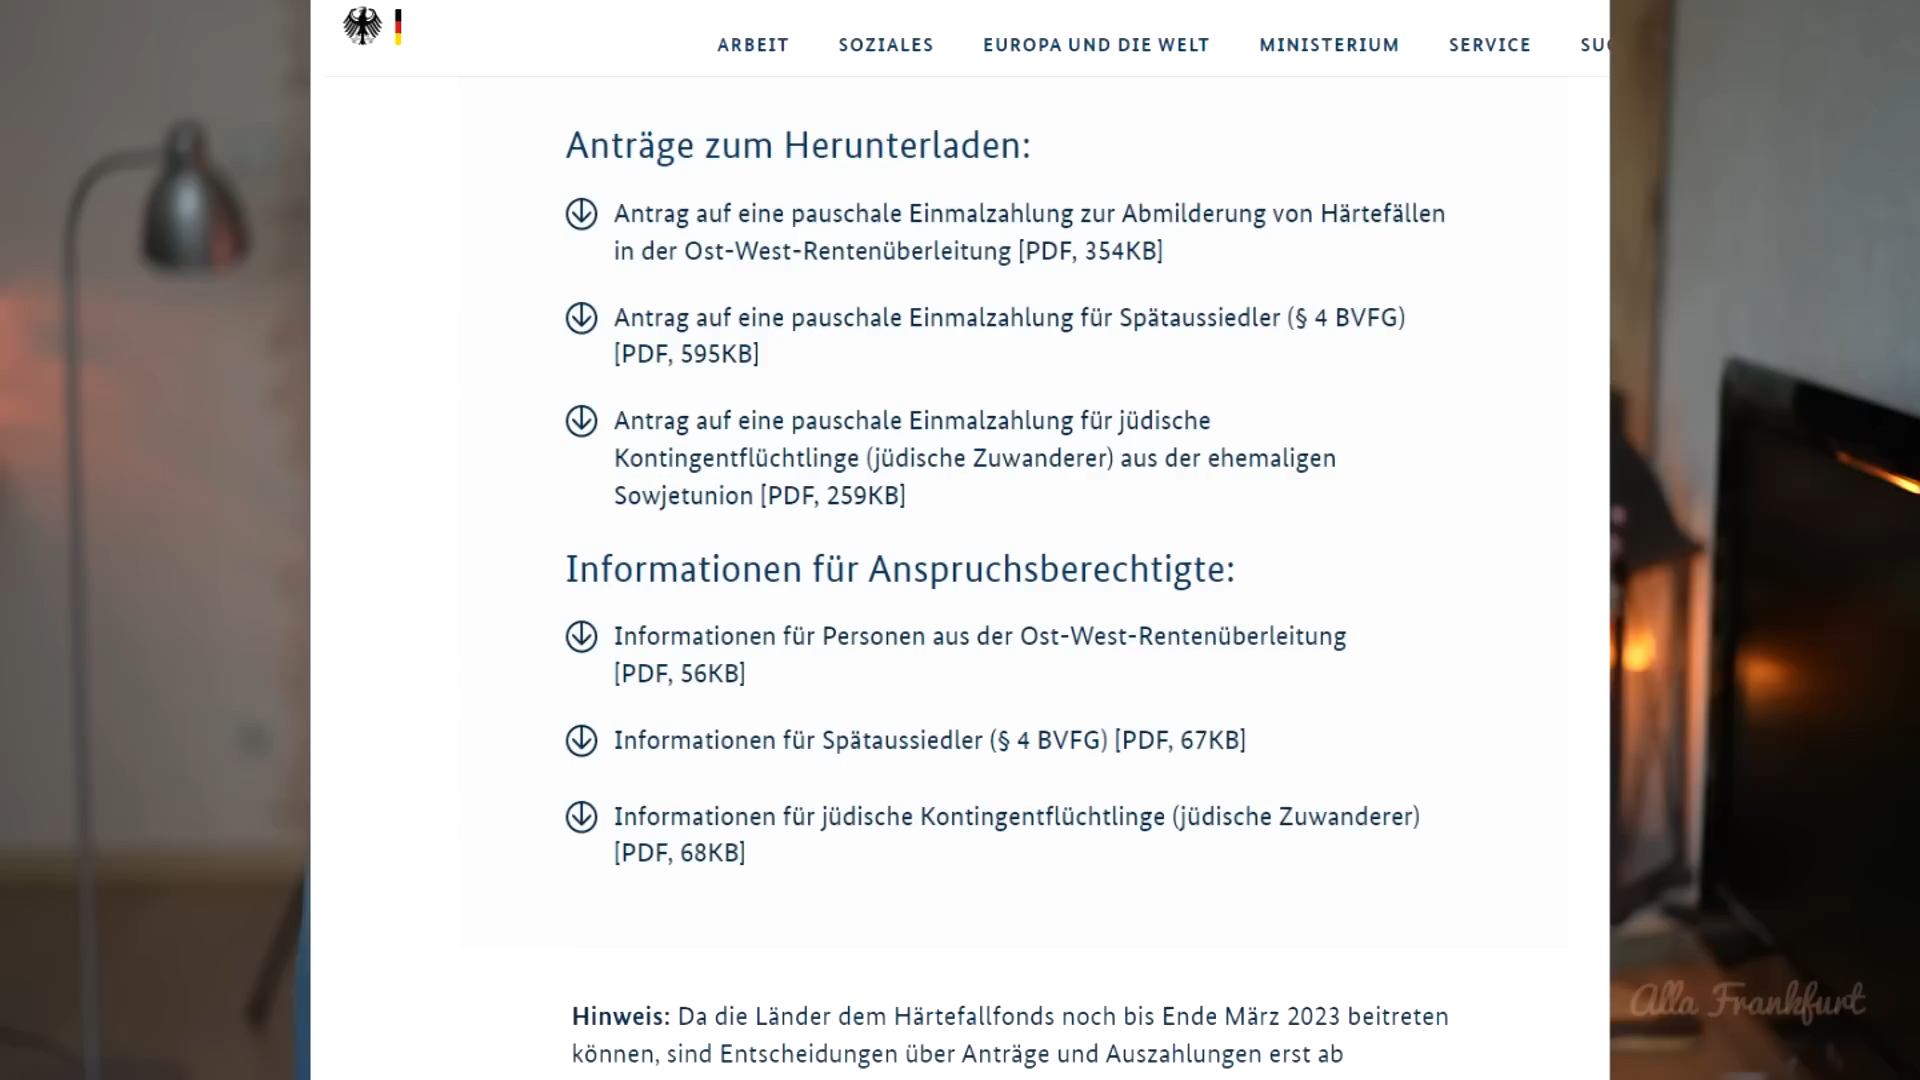 ARBEIT SOZIALES EUROPA UND DIE WELT MINISTERIUM SERVICE
Anträge zum Herunterladen:
Antrag auf eine pauschale Einmalzahlung zur Abmilderung von Härtefällen
in der Ost-West-Rentenüberleitung [PDF, 354KB]
Antrag auf eine pauschale Einmalzahlung für Spätaussiedler (§ 4 BVFG)
[PDF, 595KB]
Antrag auf eine pauschale Einmalzahlung für jüdische
Kontingentflüchtlinge (jüdische Zuwanderer) aus der ehemaligen
Sowjetunion [PDF, 259KB]
Informationen für Anspruchsberechtigte:
Informationen für Personen aus der Ost-West-Rentenüberleitung
[PDF, 56KB]
Informationen für Spätaussiedler (§ 4 BVFG) [PDF, 67KB]
Informationen für jüdische Kontingentflüchtlinge (jüdische Zuwanderer)
[PDF, 68KB]
Hinweis: Da die Länder dem Härtefallfonds noch bis Ende März 2023 beitreten
können, sind Entscheidungen über Anträge und Auszahlungen erst ab
Alla Frankfurt